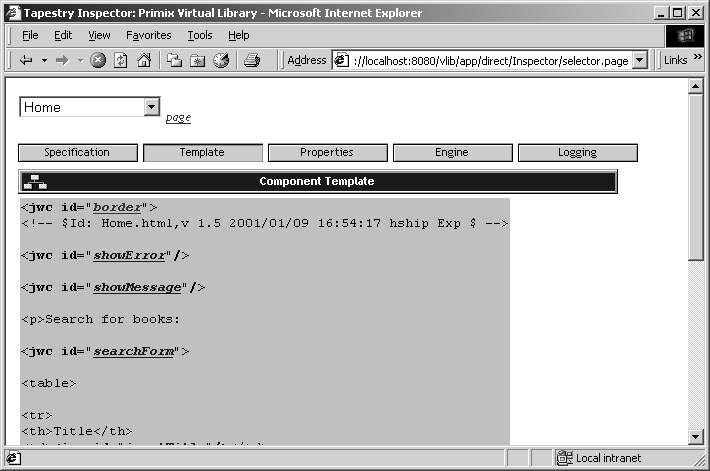 Tapestry Inspector: Primix Virtual Library - Microsoft Internet Explorer
File Edit View Favorites Tools Help
Address ://localhost:8080/vlib/app/direct/Inspector/selector.page Links »
Home page
Specification Template Properties Engine Logging
Component Template
<jwc id="border">
<!-- $Id: Home.html,v 1.5 2001/01/09 16:54:17 hship Exp $ -->
<jwc id="showError"/>
<jwc id="showMessage"/>
<p>Search for books:
<jwc id="searchForm">
<table>
<tr>
<th>Title</th>
Local intranet